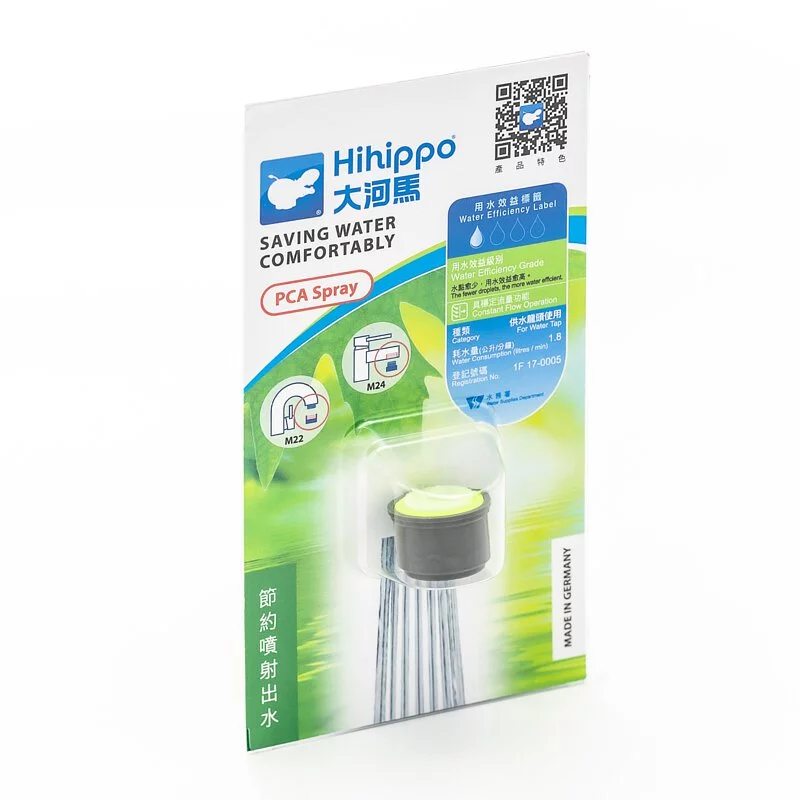 Hihippo®
大河馬
®
SAVING WATER
COMFORTABLY
PCA Spray
產品特色
用水效益標籤
Water Efficiency Label
用水效益級別
Water Efficiency Grade
水點愈少，用水效益愈高。
The fewer droplets, the more water efficient.
具穩定流量功能
Constant Flow Operation
種類 供水龍頭使用
Category For Water Tap
耗水量(公升/分鐘) 1.8
Water Consumption (litres / min)
登記號碼 1F 17-0005
Registration No.
水務署
Water Supplies Department
M24
M22
節約噴射出水
MADE IN GERMANY